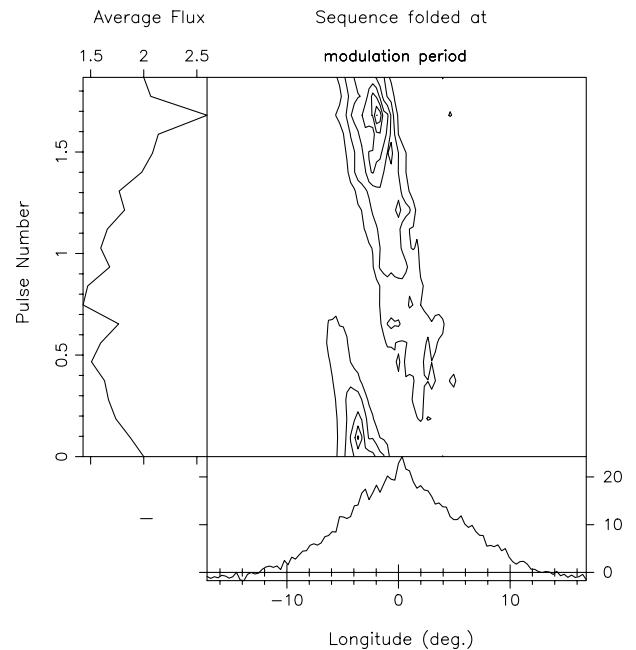 Average Flux
Sequence folded at
1.5 2 2.5
modulation period
Pulse Number
1.5
1
0.5
0
20
10
0
−10 0 10
Longitude (deg.)